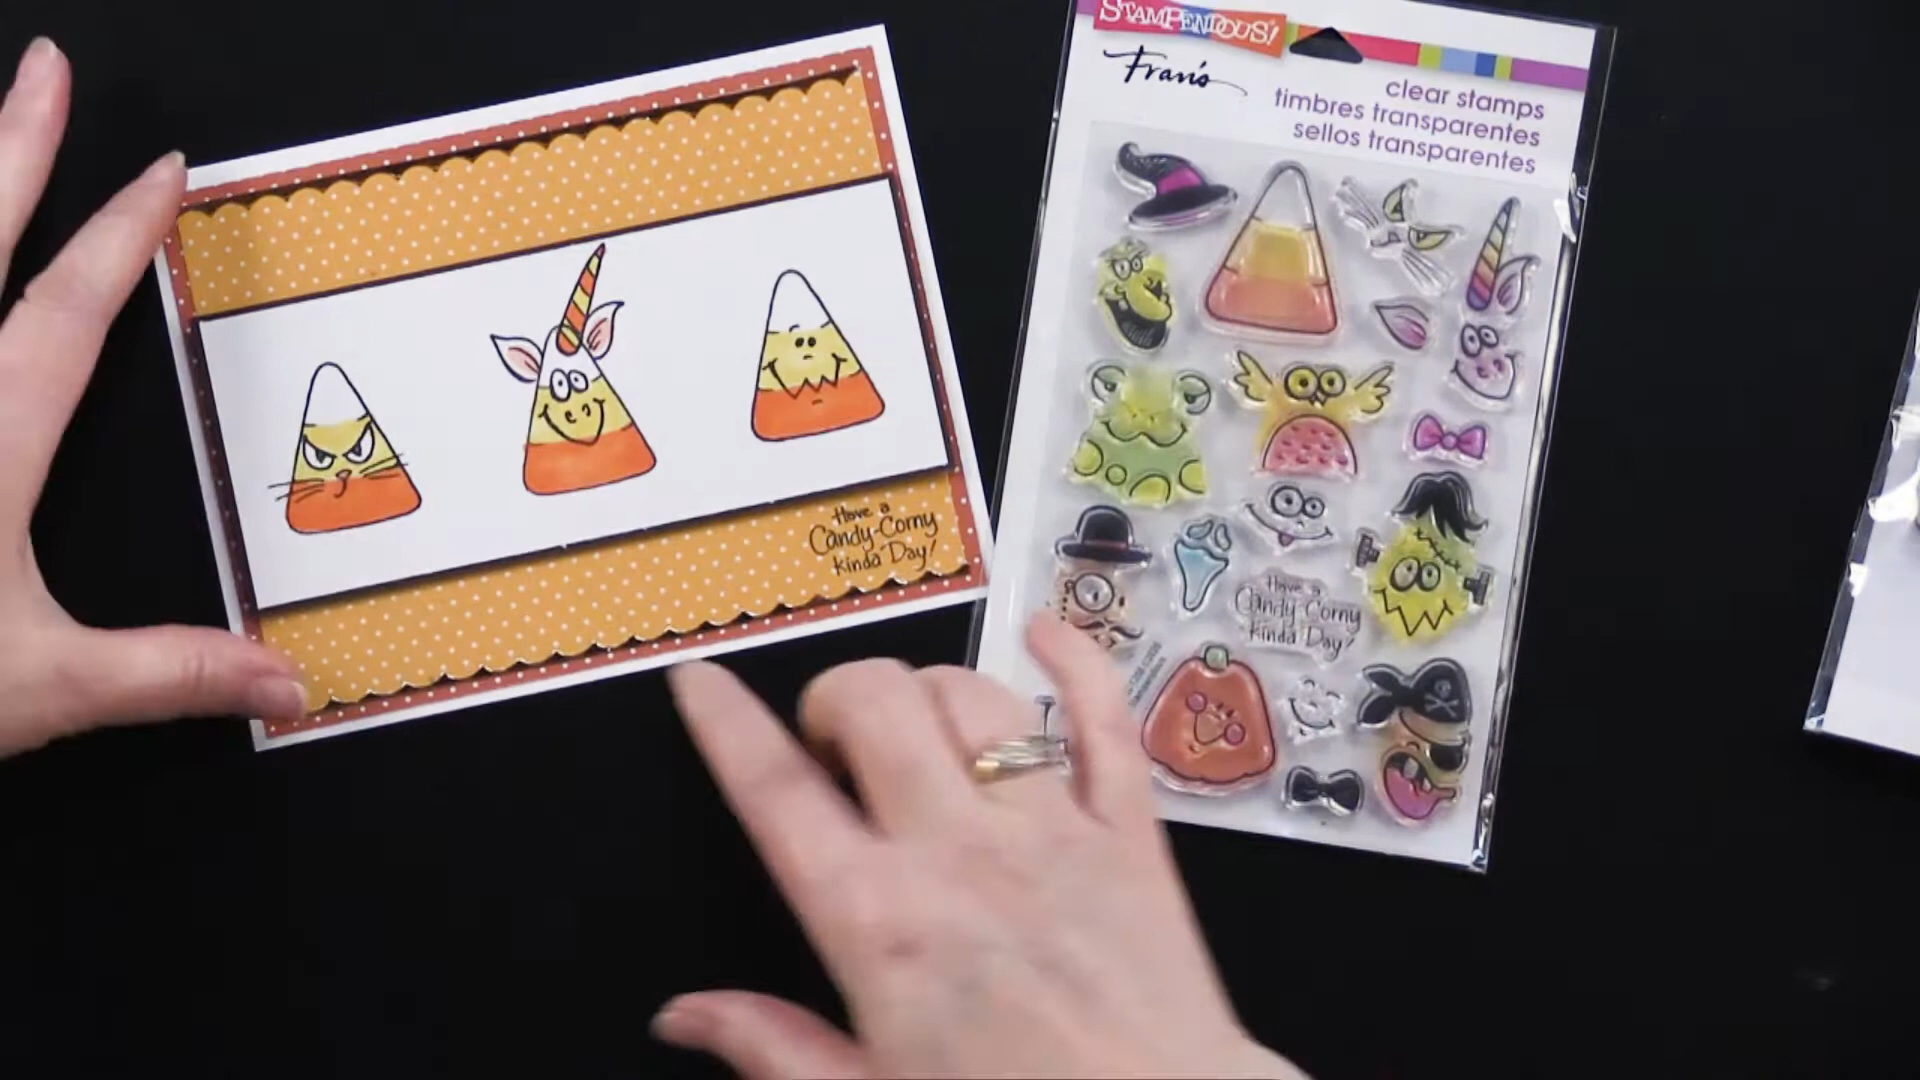 Have a
Candy-Corny
kinda Day!
STAMPENDOUS!
Fran's
clear stamps
timbres transparentes
sellos transparentes
Have a
Candy-Corny
kinda Day!